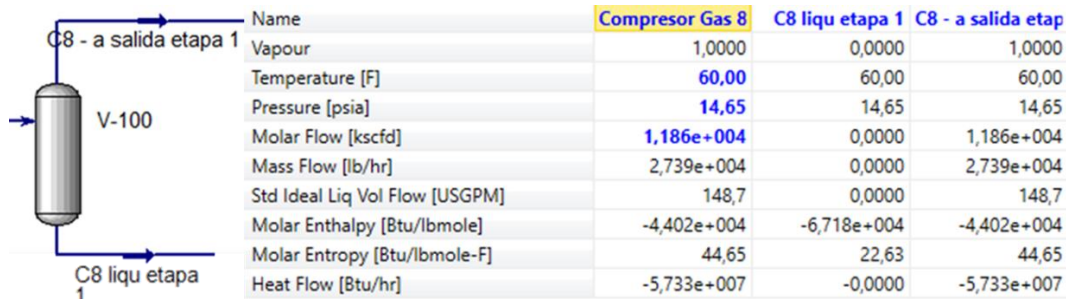 C8 - a salida etapa 1
V-100
C8 liqu etapa
1
Name Compresor Gas 8 C8 liqu etapa 1 C8 - a salida etap
Vapour 1,0000 0,0000 1,0000
Temperature [F] 60,00 60,00 60,00
Pressure [psia] 14,65 14,65 14,65
Molar Flow [kscfd] 1,186e+004 0,0000 1,186e+004
Mass Flow [lb/hr] 2,739e+004 0,0000 2,739e+004
Std Ideal Liq Vol Flow [USGPM] 148,7 0,0000 148,7
Molar Enthalpy [Btu/lbmole] -4,402e+004 -6,718e+004 -4,402e+004
Molar Entropy [Btu/lbmole-F] 44,65 22,63 44,65
Heat Flow [Btu/hr] -5,733e+007 -0,0000 -5,733e+007